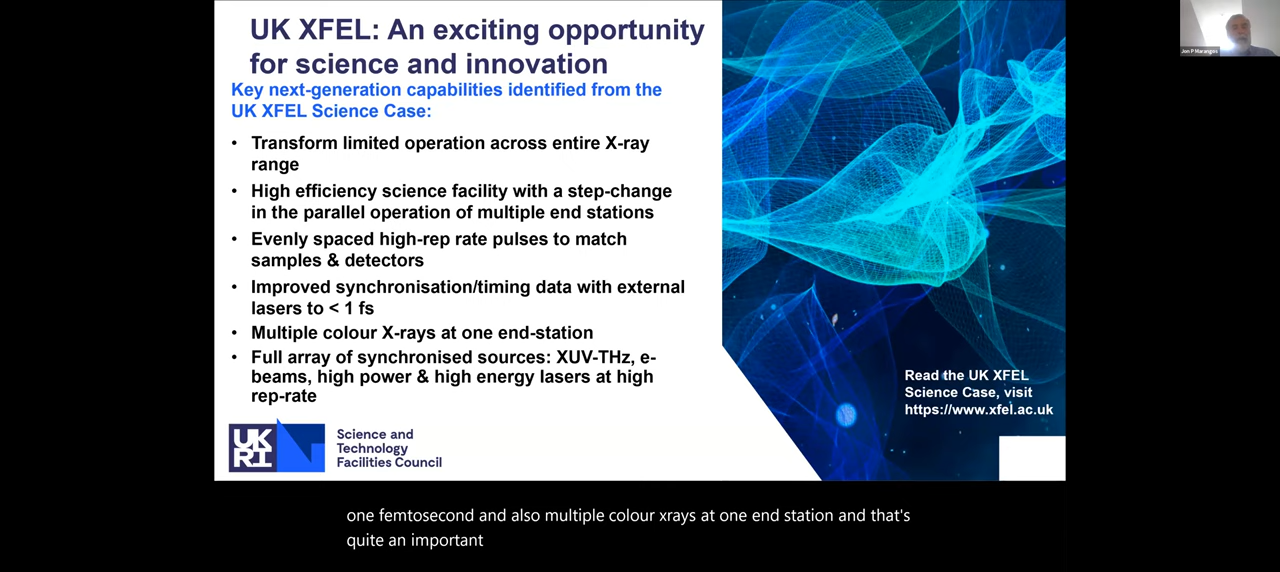 UK XFEL: An exciting opportunity
for science and innovation
Key next-generation capabilities identified from the
UK XFEL Science Case:
• Transform limited operation across entire X-ray
range
• High efficiency science facility with a step-change
in the parallel operation of multiple end stations
• Evenly spaced high-rep rate pulses to match
samples & detectors
• Improved synchronisation/timing data with external
lasers to < 1 fs
• Multiple colour X-rays at one end-station
• Full array of synchronised sources: XUV-THz, e-
beams, high power & high energy lasers at high
rep-rate
Read the UK XFEL
Science Case, visit
https://www.xfel.ac.uk
UK
RI
Science and
Technology
Facilities Council
Jon P Marangos
one femtosecond and also multiple colour xrays at one end station and that's
quite an important